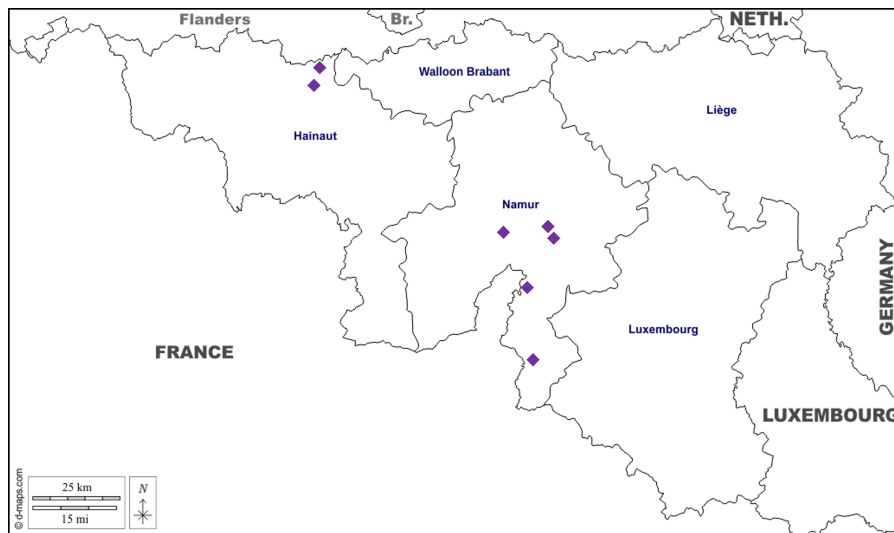 Flanders
Br.
NETH.
Walloon Brabant
Liège
Hainaut
Namur
GERMANY
Luxembourg
FRANCE
LUXEMBOURG
25 km
15 mi
N
© d-maps.com